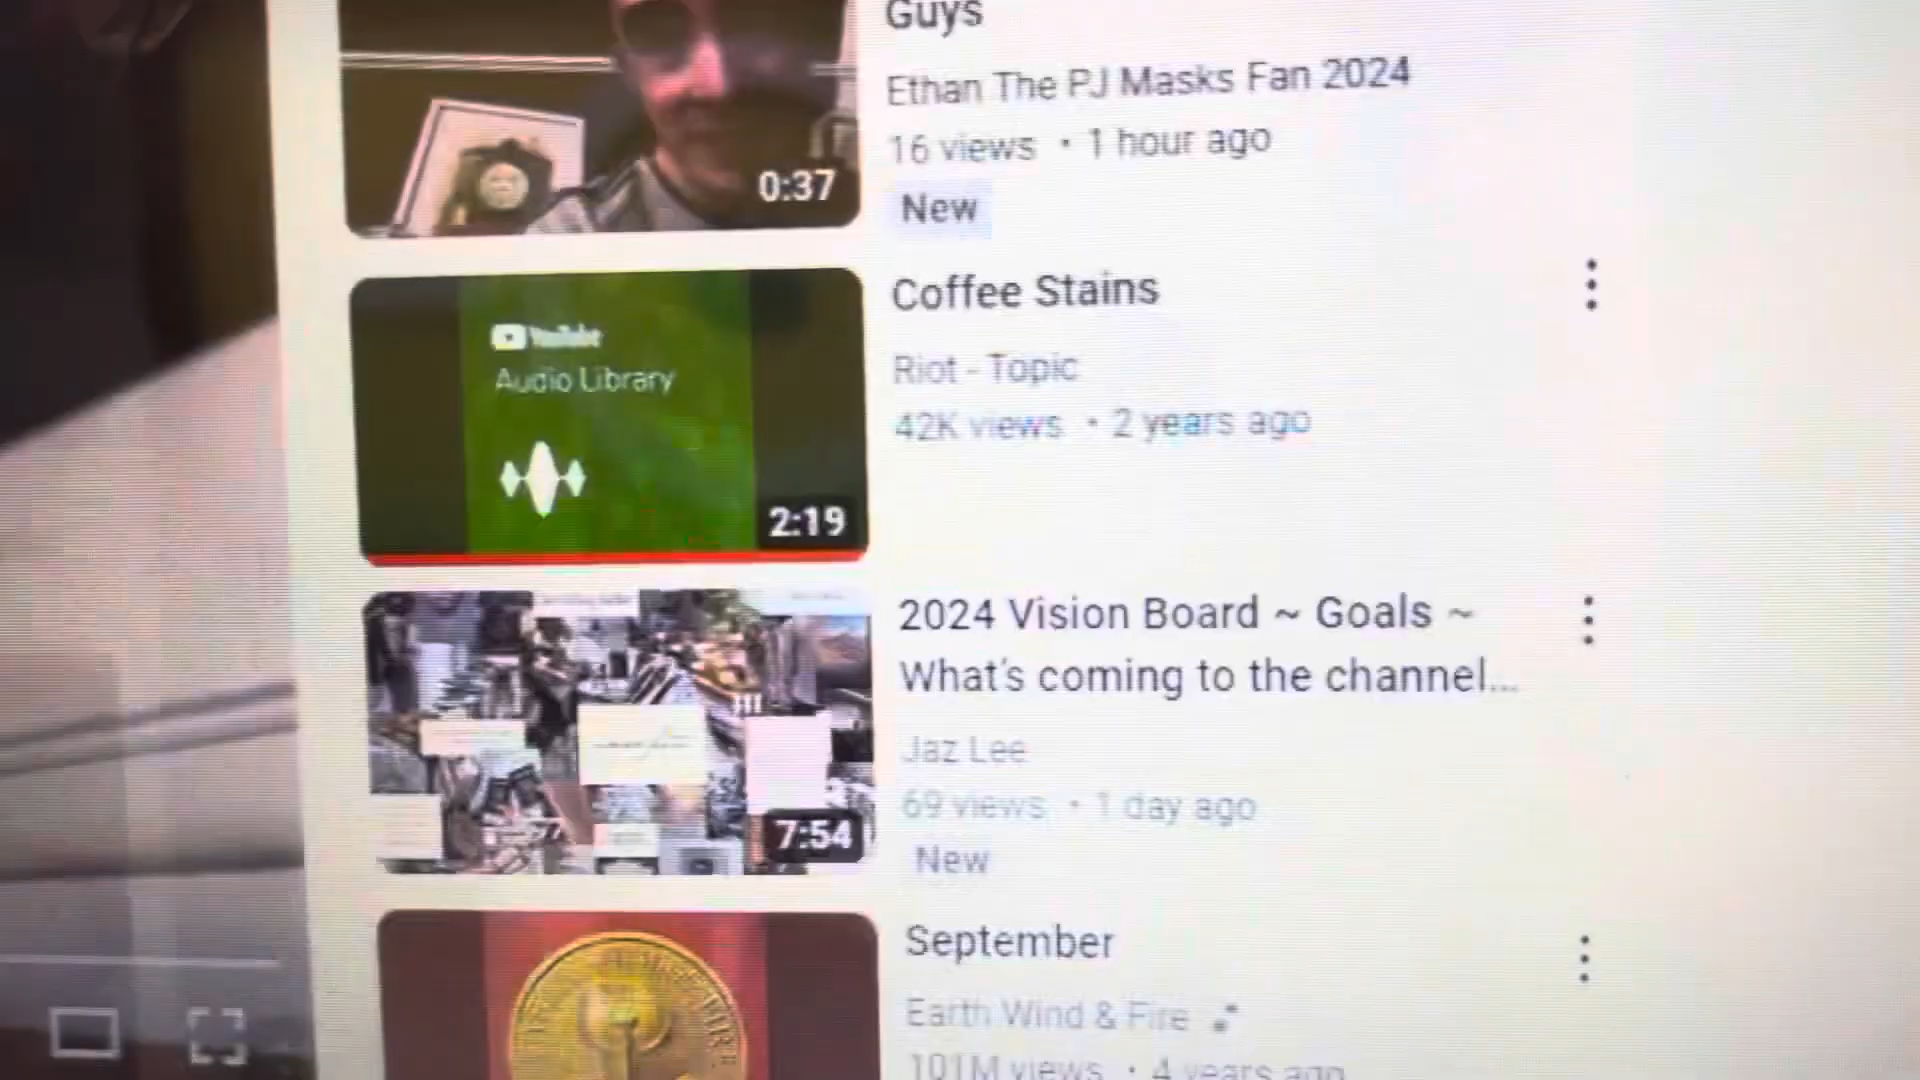 Guys
Ethan The PJ Masks Fan 2024
16 views • 1 hour ago
0:37
New
Coffee Stains
YouTube
Audio Library
Riot - Topic
42K views • 2 years ago
2:19
2024 Vision Board ~ Goals ~
What's coming to the channel...
Jaz Lee
69 views • 1 day ago
7:54
New
September
Earth Wind & Fire
101M views • 4 years ago